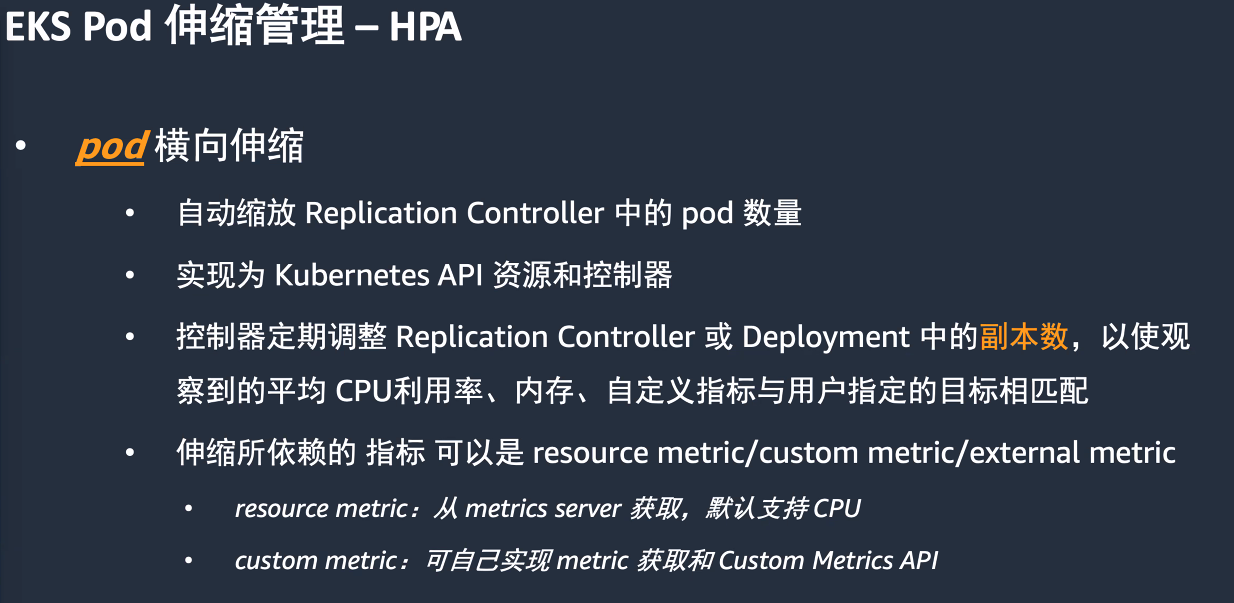 EKS Pod 伸缩管理 – HPA
• pod 横向伸缩
• 自动缩放 Replication Controller 中的 pod 数量
• 实现为 Kubernetes API 资源和控制器
• 控制器定期调整 Replication Controller 或 Deployment 中的副本数，以使观
察到的平均 CPU利用率、内存、自定义指标与用户指定的目标相匹配
• 伸缩所依赖的 指标 可以是 resource metric/custom metric/external metric
• resource metric：从 metrics server 获取，默认支持 CPU
• custom metric：可自己实现 metric 获取和 Custom Metrics API